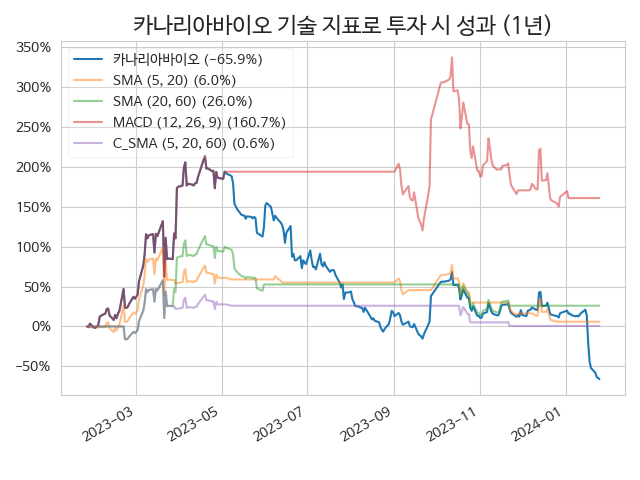 카나리아바이오 기술 지표로 투자 시 성과 (1년)
350%
300%
250%
200%
150%
100%
50%
0%
−50%
카나리아바이오 (−65.9%)
SMA (5, 20) (6.0%)
SMA (20, 60) (26.0%)
MACD (12, 26, 9) (160.7%)
C_SMA (5, 20, 60) (0.6%)
2023−03
2023−05
2023−07
2023−09
2023−11
2024−01